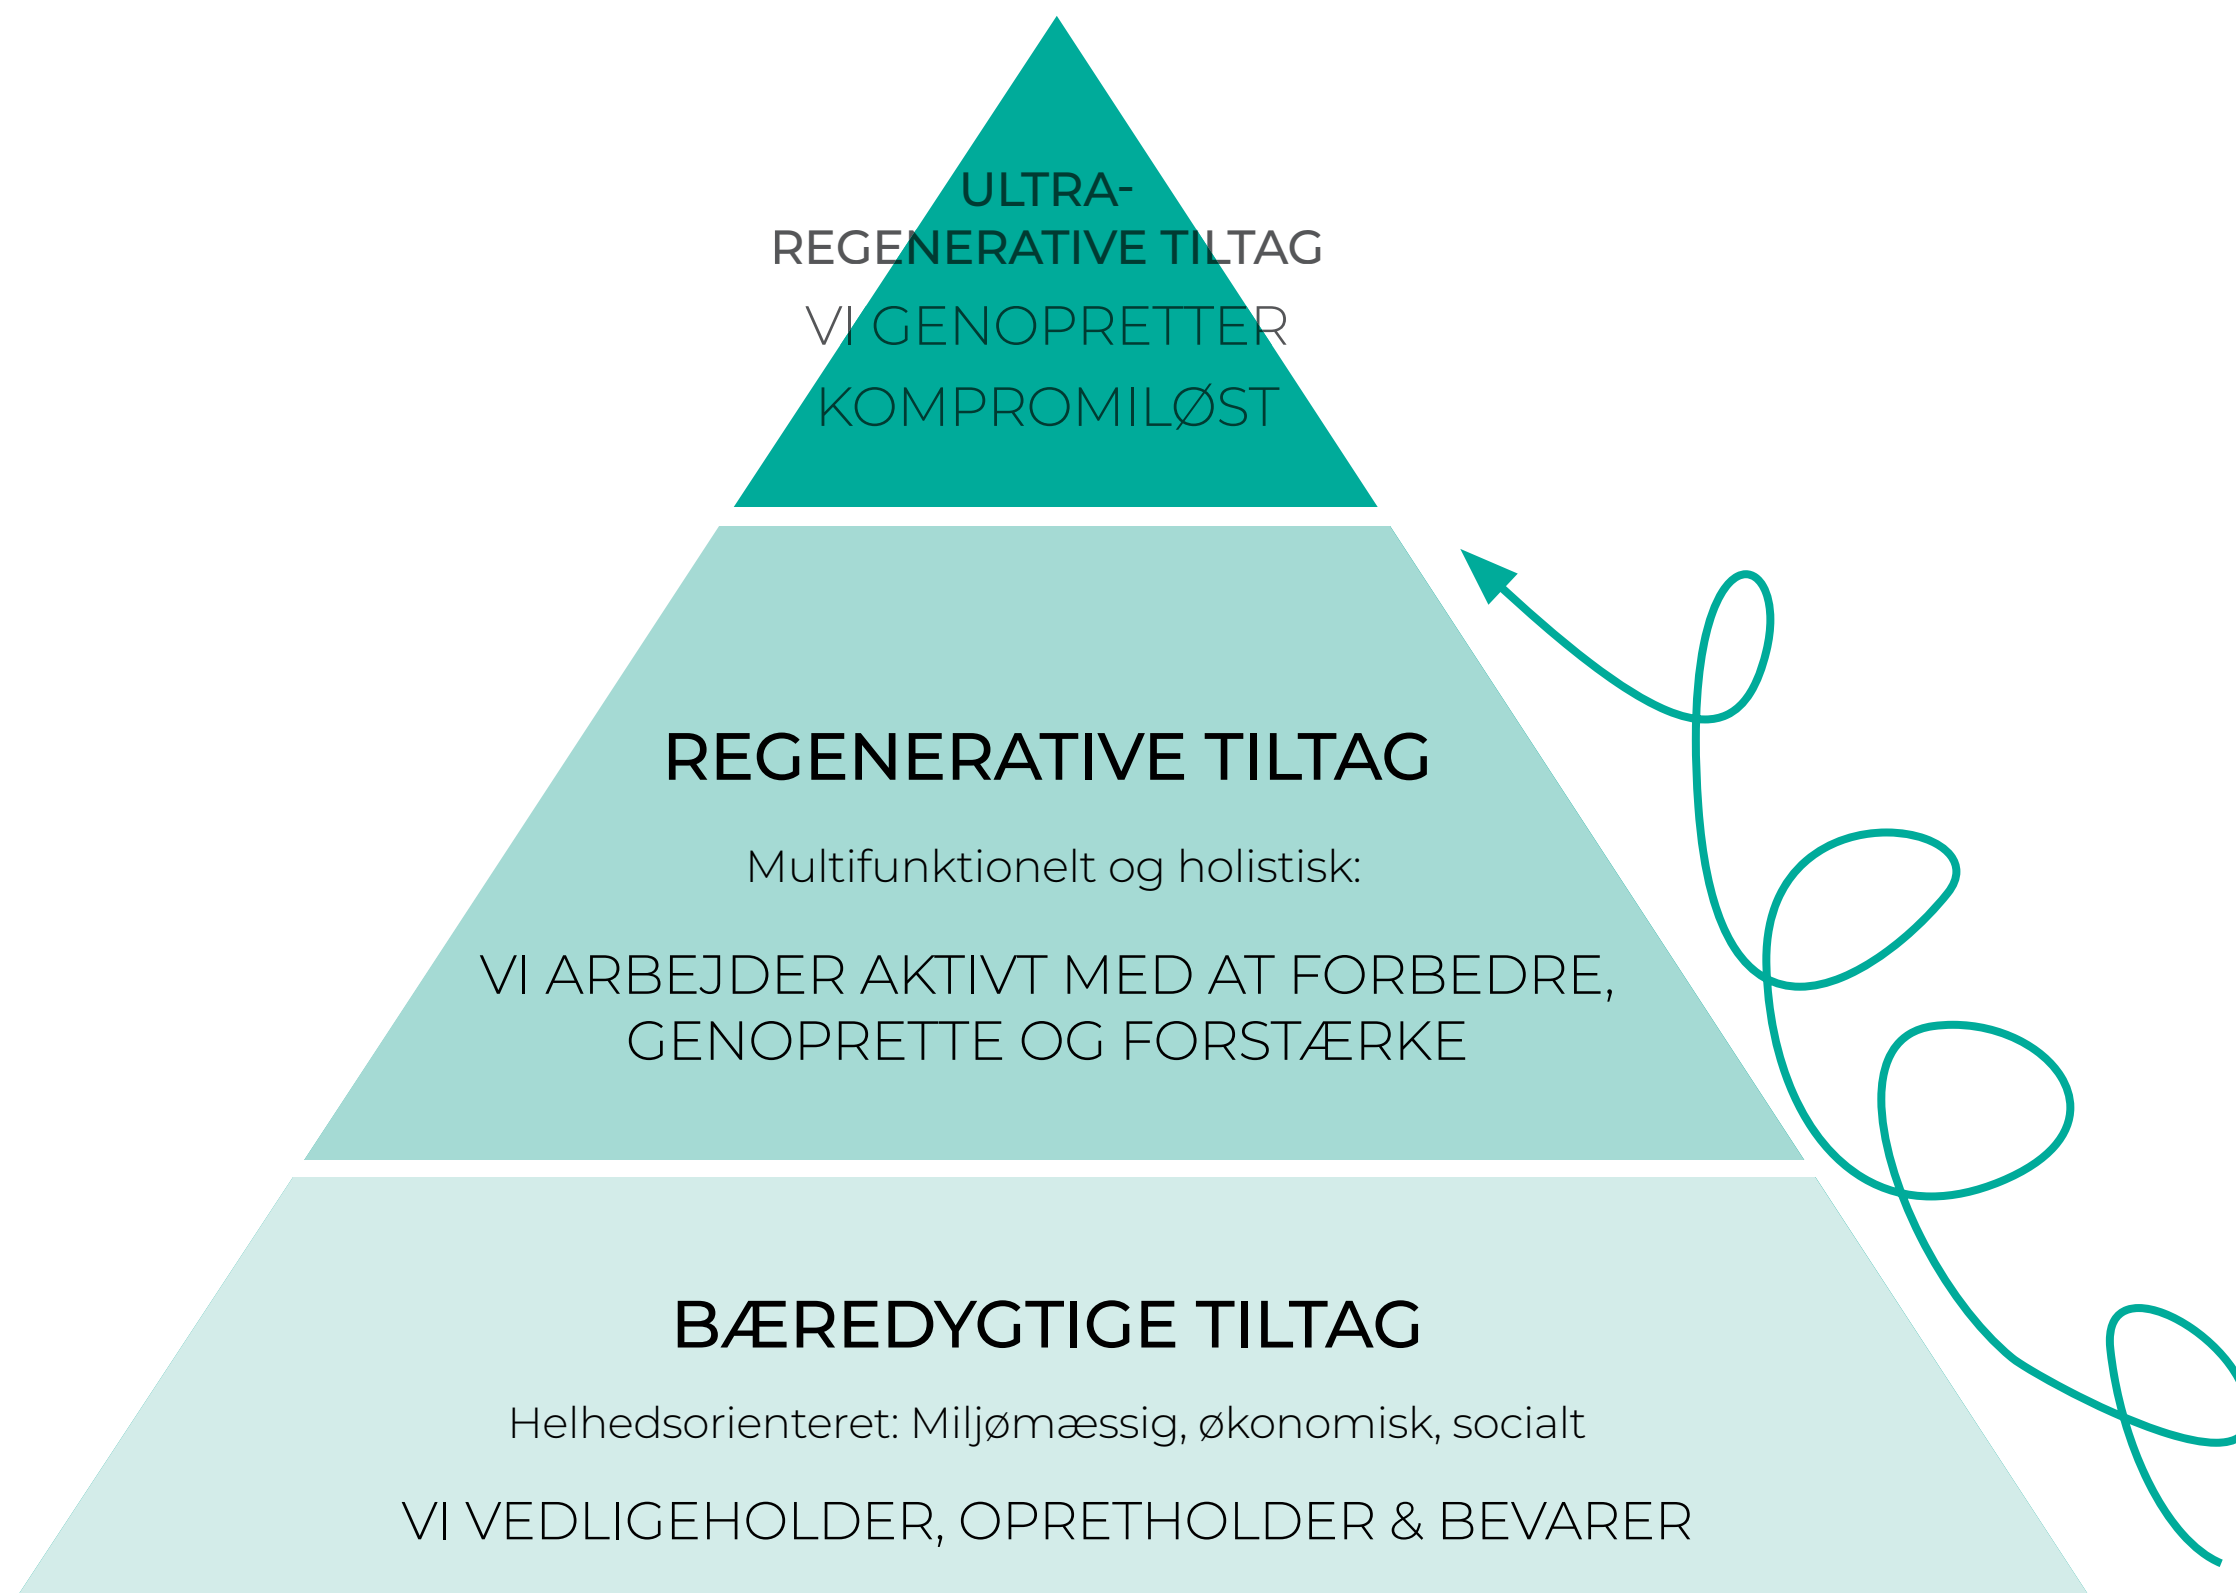 ULTRA-
REGENERATIVE TILTAG
VI GENOPRETTER
KOMPROMILØST
REGENERATIVE TILTAG
Multifunktionelt og holistisk:
VI ARBEJDER AKTIVT MED AT FORBEDRE,
GENOPRETTE OG FORSTÆRKE
BÆREDYGTIGE TILTAG
Helhedsorienteret: Miljømæssig, økonomisk, socialt
VI VEDLIGEHOLDER, OPRETHOLDER & BEVARER